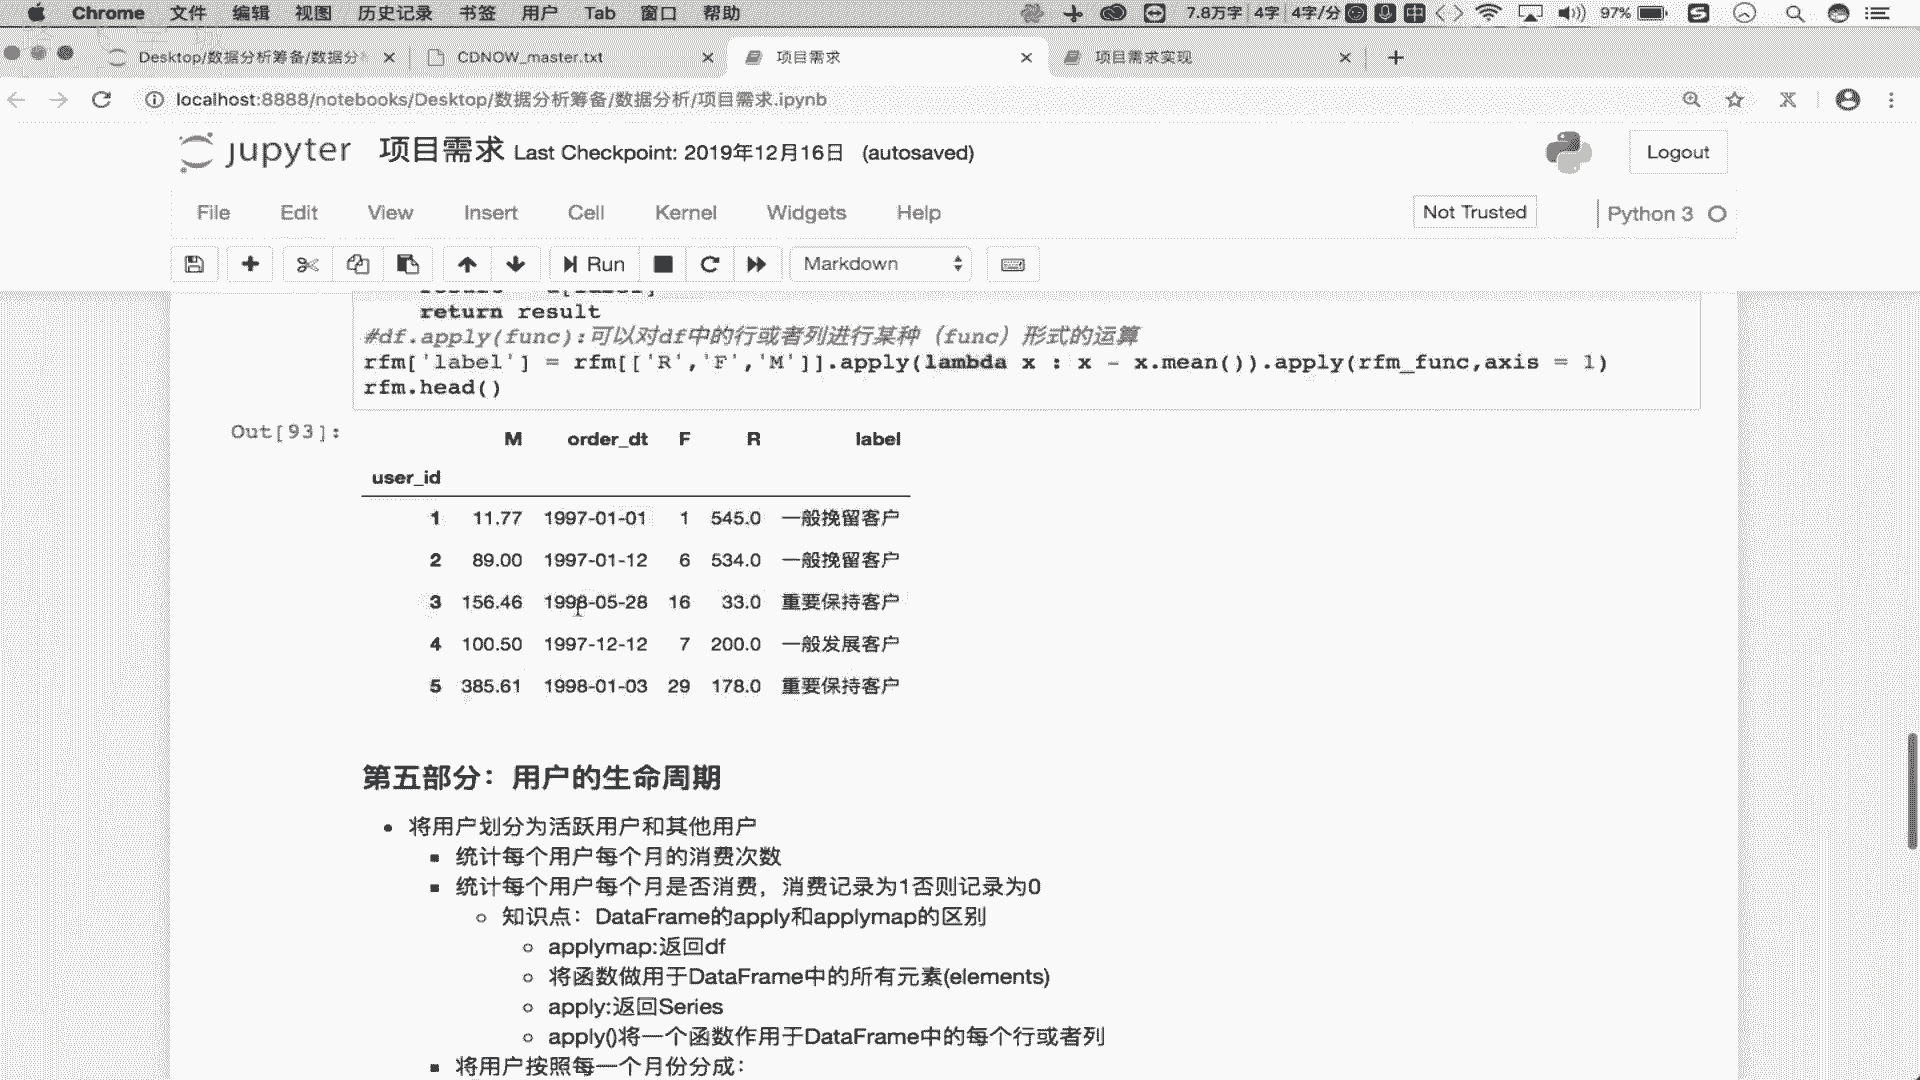 Chrome 文件 编辑 视图 历史记录 书签 用户 Tab 窗口 帮助 7.8万字 4字 4字/分 中 97%
Desktop/数据分析筹备/数据分 CDNOW_master.txt 项目需求 项目需求实现
localhost:8888/notebooks/Desktop/数据分析筹备/数据分析/项目需求.ipynb
jupyter 项目需求 Last Checkpoint: 2019年12月16日 (autosaved) Logout
File Edit View Insert Cell Kernel Widgets Help Not Trusted Python 3
Run Markdown
return result
#df.apply(func):可以对df中的行或者列进行某种（func）形式的运算
rfm['label'] = rfm[['R','F','M']].apply(lambda x : x - x.mean()).apply(rfm_func,axis = 1)
rfm.head()
Out[93]:
M order_dt F R label
user_id
1 11.77 1997-01-01 1 545.0 一般挽留客户
2 89.00 1997-01-12 6 534.0 一般挽留客户
3 156.46 1998-05-28 16 33.0 重要保持客户
4 100.50 1997-12-12 7 200.0 一般发展客户
5 385.61 1998-01-03 29 178.0 重要保持客户
第五部分：用户的生命周期
将用户划分为活跃用户和其他用户
统计每个用户每个月的消费次数
统计每个用户每个月是否消费，消费记录为1否则记录为0
知识点：DataFrame的apply和applymap的区别
applymap:返回df
将函数做用于DataFrame中的所有元素(elements)
apply:返回Series
apply()将一个函数作用于DataFrame中的每个行或者列
将用户按照每一个月份分成：